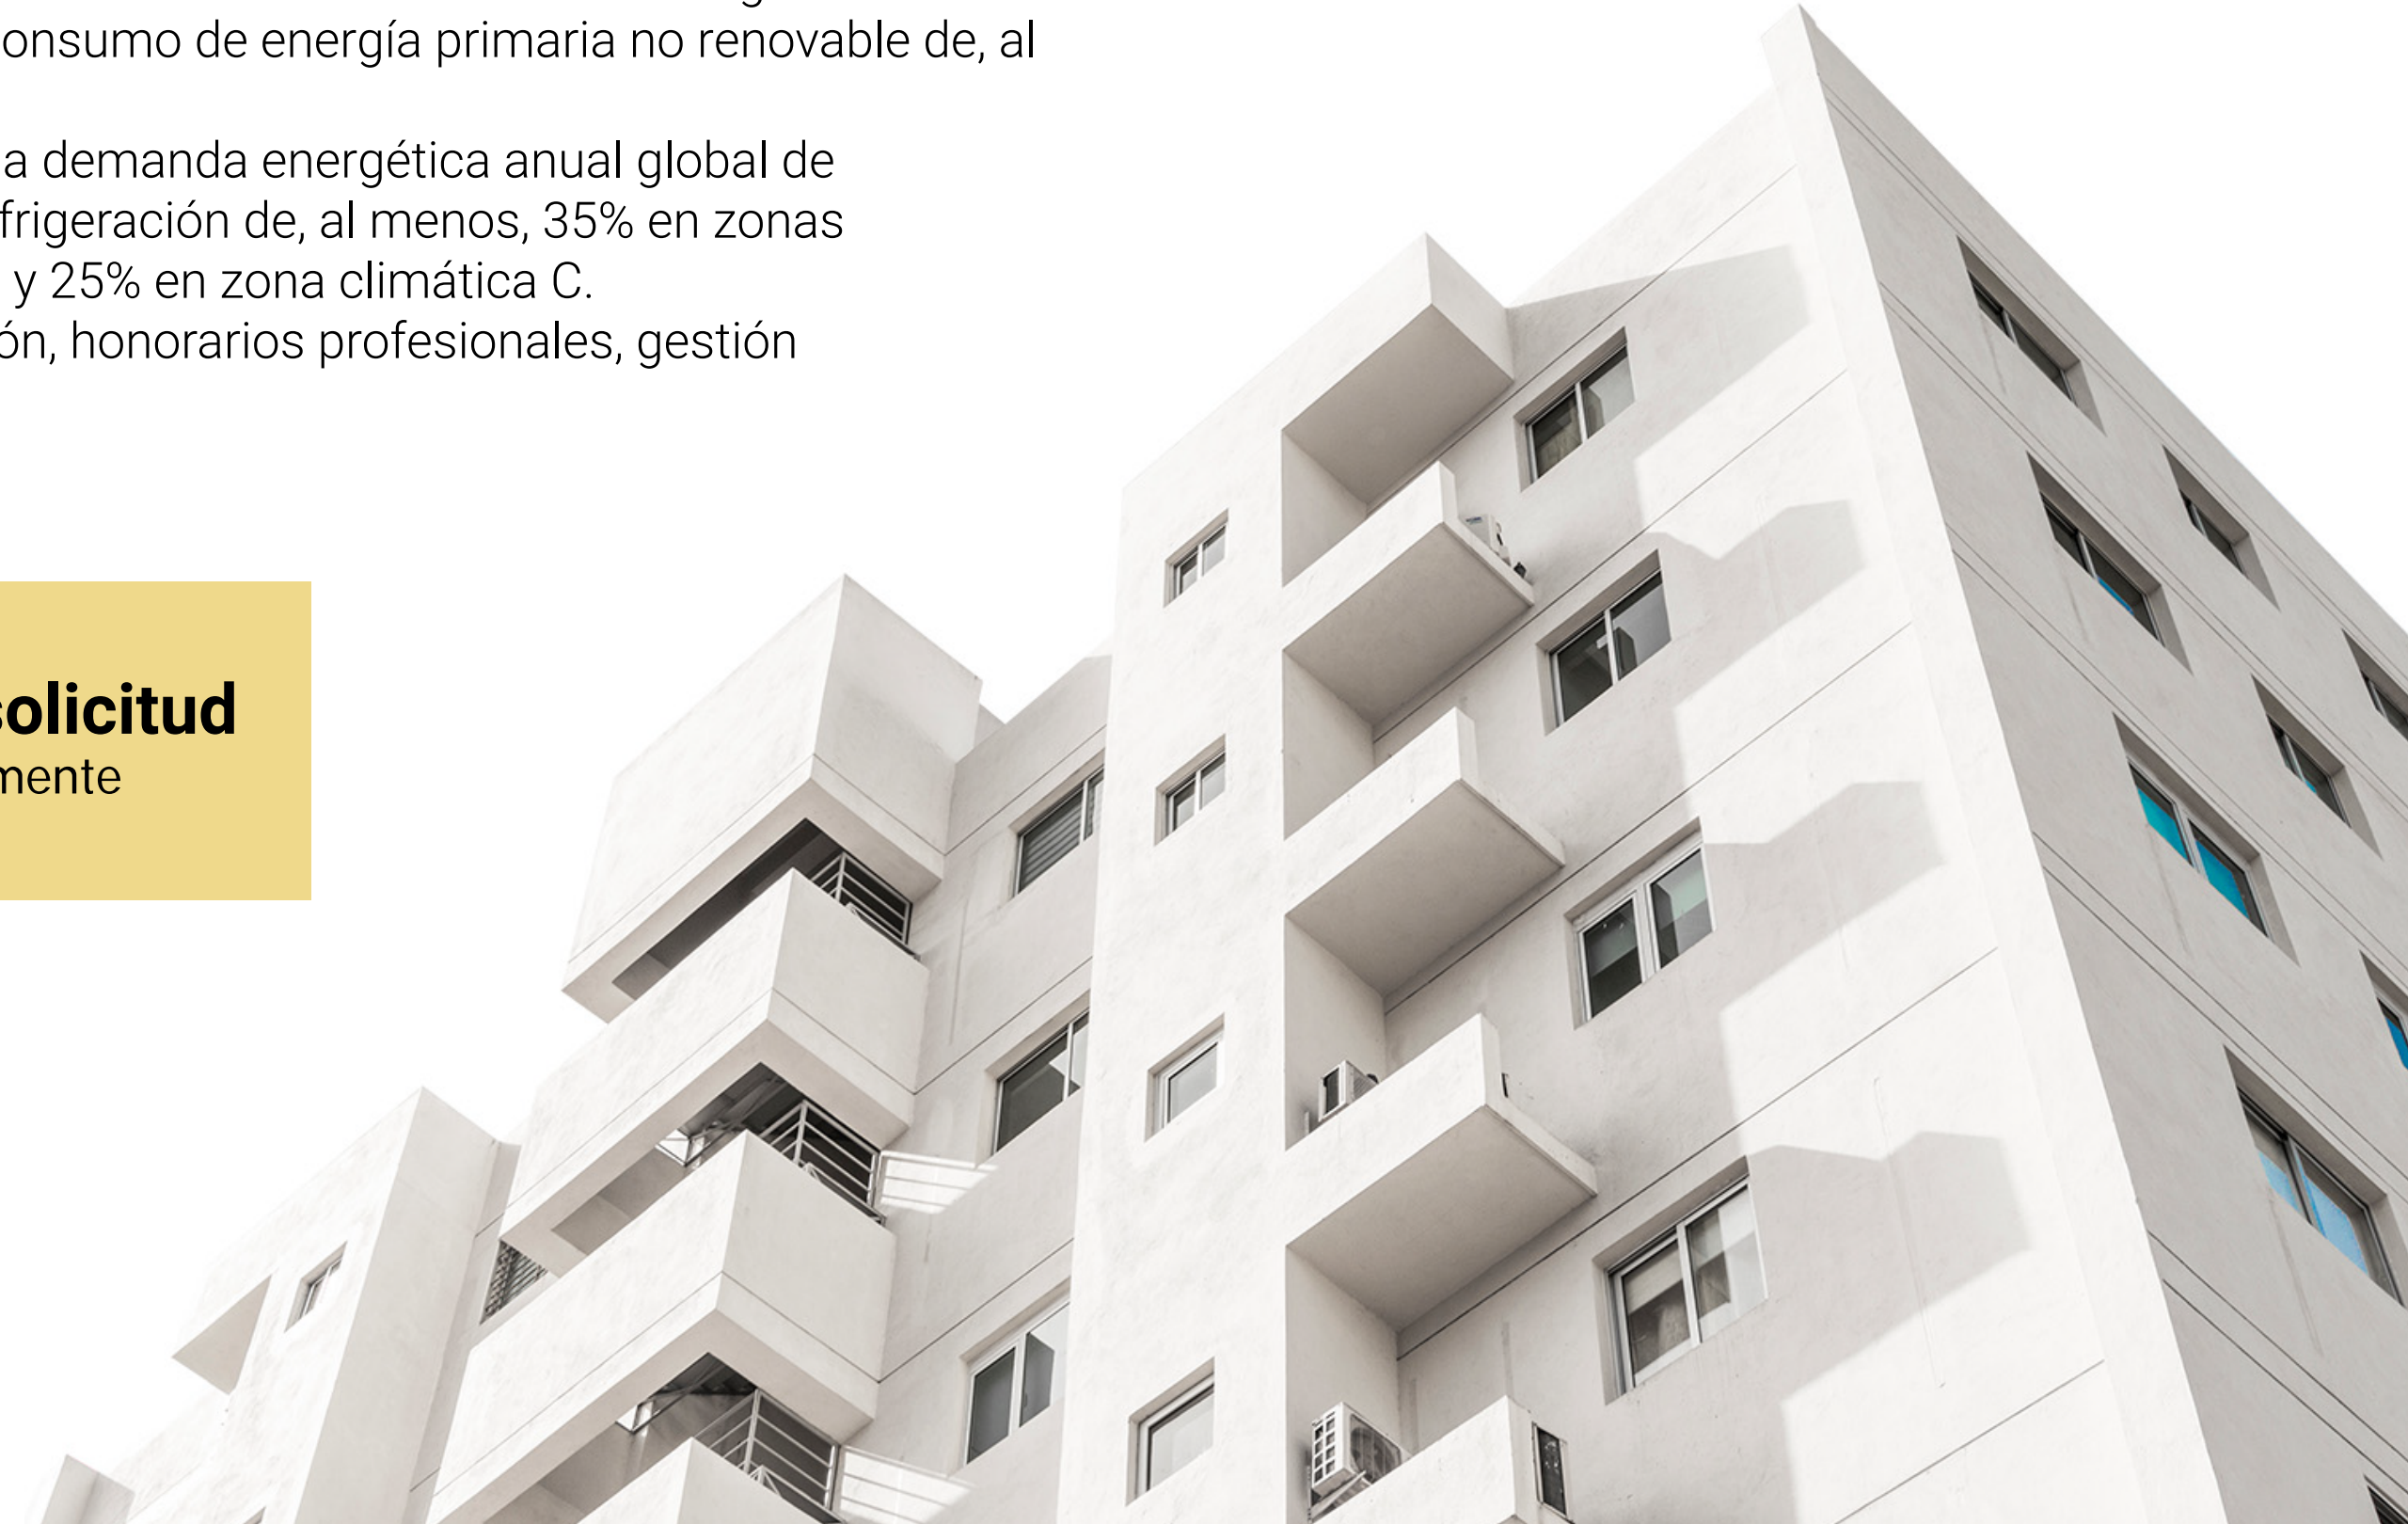 onsumo de energía primaria no renovable de, al
a demanda energética anual global de
frigeración de, al menos, 35% en zonas
y 25% en zona climática C.
ón, honorarios profesionales, gestión
solicitud
mente